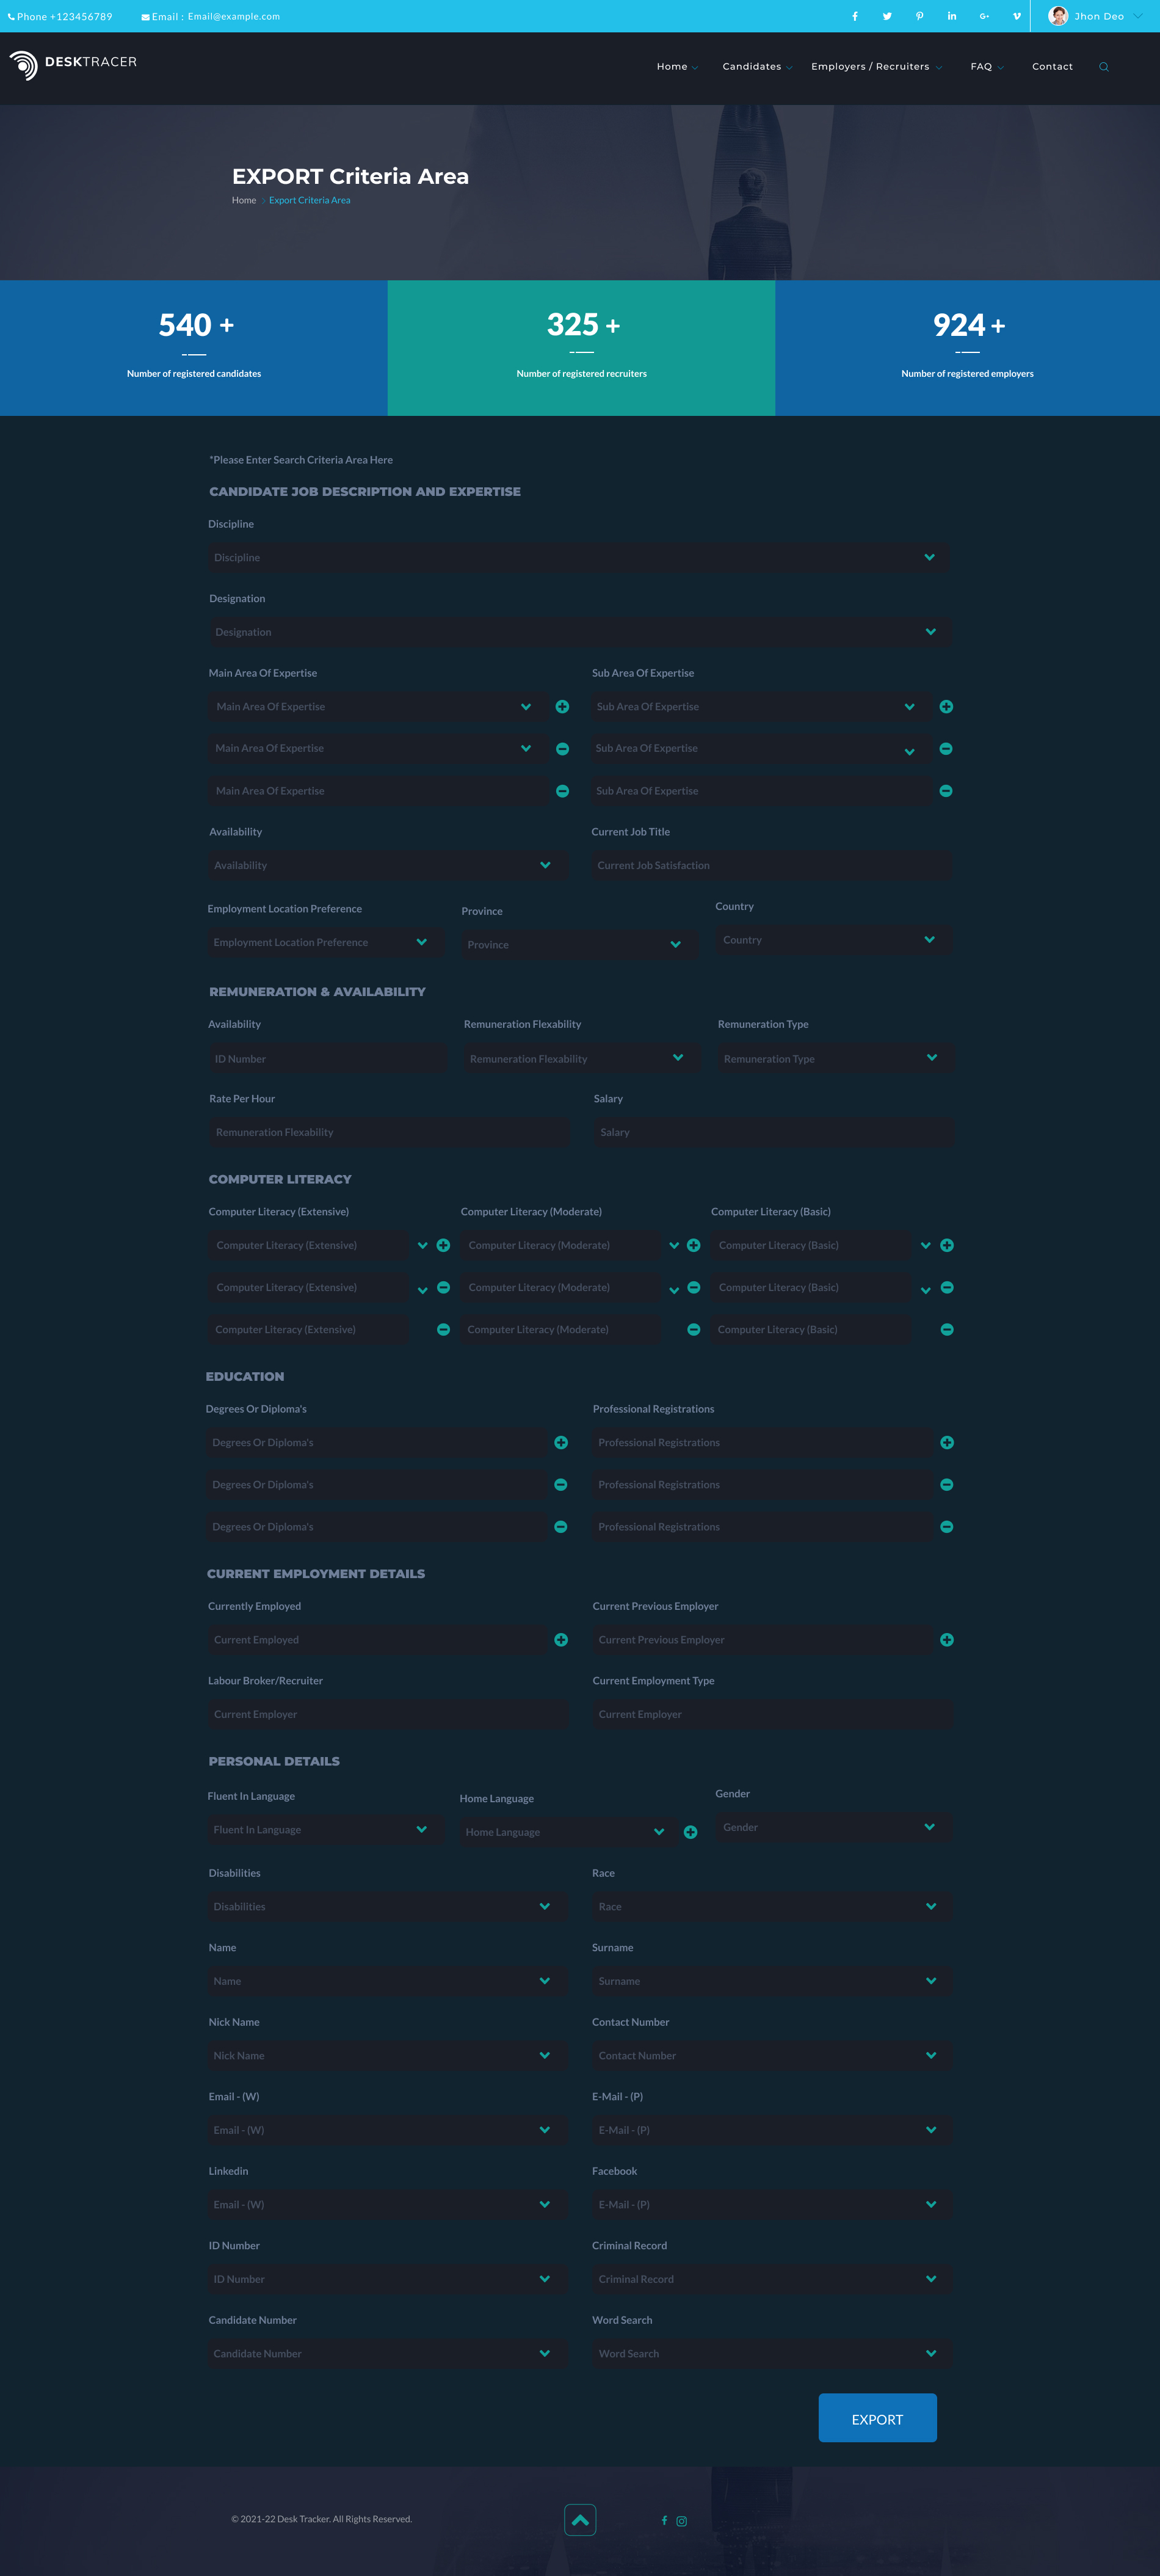 Phone +123456789 Email : Email@example.com Jhon Deo
DESKTRACER Home Candidates Employers / Recruiters FAQ Contact
EXPORT Criteria Area
Home > Export Criteria Area
540 + 325 + 924 +
Number of registered candidates Number of registered recruiters Number of registered employers
*Please Enter Search Criteria Area Here
CANDIDATE JOB DESCRIPTION AND EXPERTISE
Discipline
Discipline
Designation
Designation
Main Area Of Expertise Sub Area Of Expertise
Main Area Of Expertise Sub Area Of Expertise
Main Area Of Expertise Sub Area Of Expertise
Main Area Of Expertise Sub Area Of Expertise
Availability Current Job Title
Availability Current Job Satisfaction
Employment Location Preference Province Country
Employment Location Preference Province Country
REMUNERATION & AVAILABILITY
Availability Remuneration Flexability Remuneration Type
ID Number Remuneration Flexability Remuneration Type
Rate Per Hour Salary
Remuneration Flexability Salary
COMPUTER LITERACY
Computer Literacy (Extensive) Computer Literacy (Moderate) Computer Literacy (Basic)
Computer Literacy (Extensive) Computer Literacy (Moderate) Computer Literacy (Basic)
Computer Literacy (Extensive) Computer Literacy (Moderate) Computer Literacy (Basic)
Computer Literacy (Extensive) Computer Literacy (Moderate) Computer Literacy (Basic)
EDUCATION
Degrees Or Diploma's Professional Registrations
Degrees Or Diploma's Professional Registrations
Degrees Or Diploma's Professional Registrations
Degrees Or Diploma's Professional Registrations
CURRENT EMPLOYMENT DETAILS
Currently Employed Current Previous Employer
Current Employed Current Previous Employer
Labour Broker/Recruiter Current Employment Type
Current Employer Current Employer
PERSONAL DETAILS
Fluent In Language Home Language Gender
Fluent In Language Home Language Gender
Disabilities Race
Disabilities Race
Name Surname
Name Surname
Nick Name Contact Number
Nick Name Contact Number
Email - (W) E-Mail - (P)
Email - (W) E-Mail - (P)
Linkedin Facebook
Email - (W) E-Mail - (P)
ID Number Criminal Record
ID Number Criminal Record
Candidate Number Word Search
Candidate Number Word Search
EXPORT
© 2021-22 Desk Tracker. All Rights Reserved.